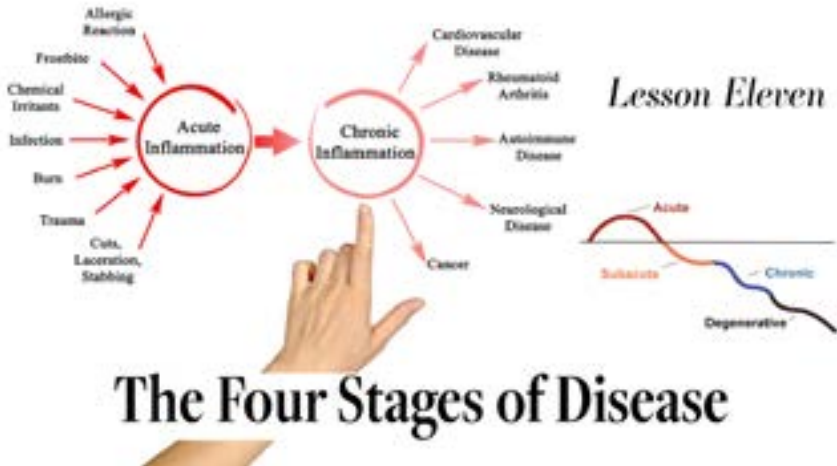 Allergic
Reaction
Frostbite
Chemical
Irritants
Infection
Burn
Trauma
Cuts,
Laceration,
Stabbing
Acute
Inflammation
Chronic
Inflammation
Cardiovascular
Disease
Rheumatoid
Arthritis
Autoimmune
Disease
Neurological
Disease
Cancer
Lesson Eleven
Acute
Subacute
Chronic
Degenerative
The Four Stages of Disease